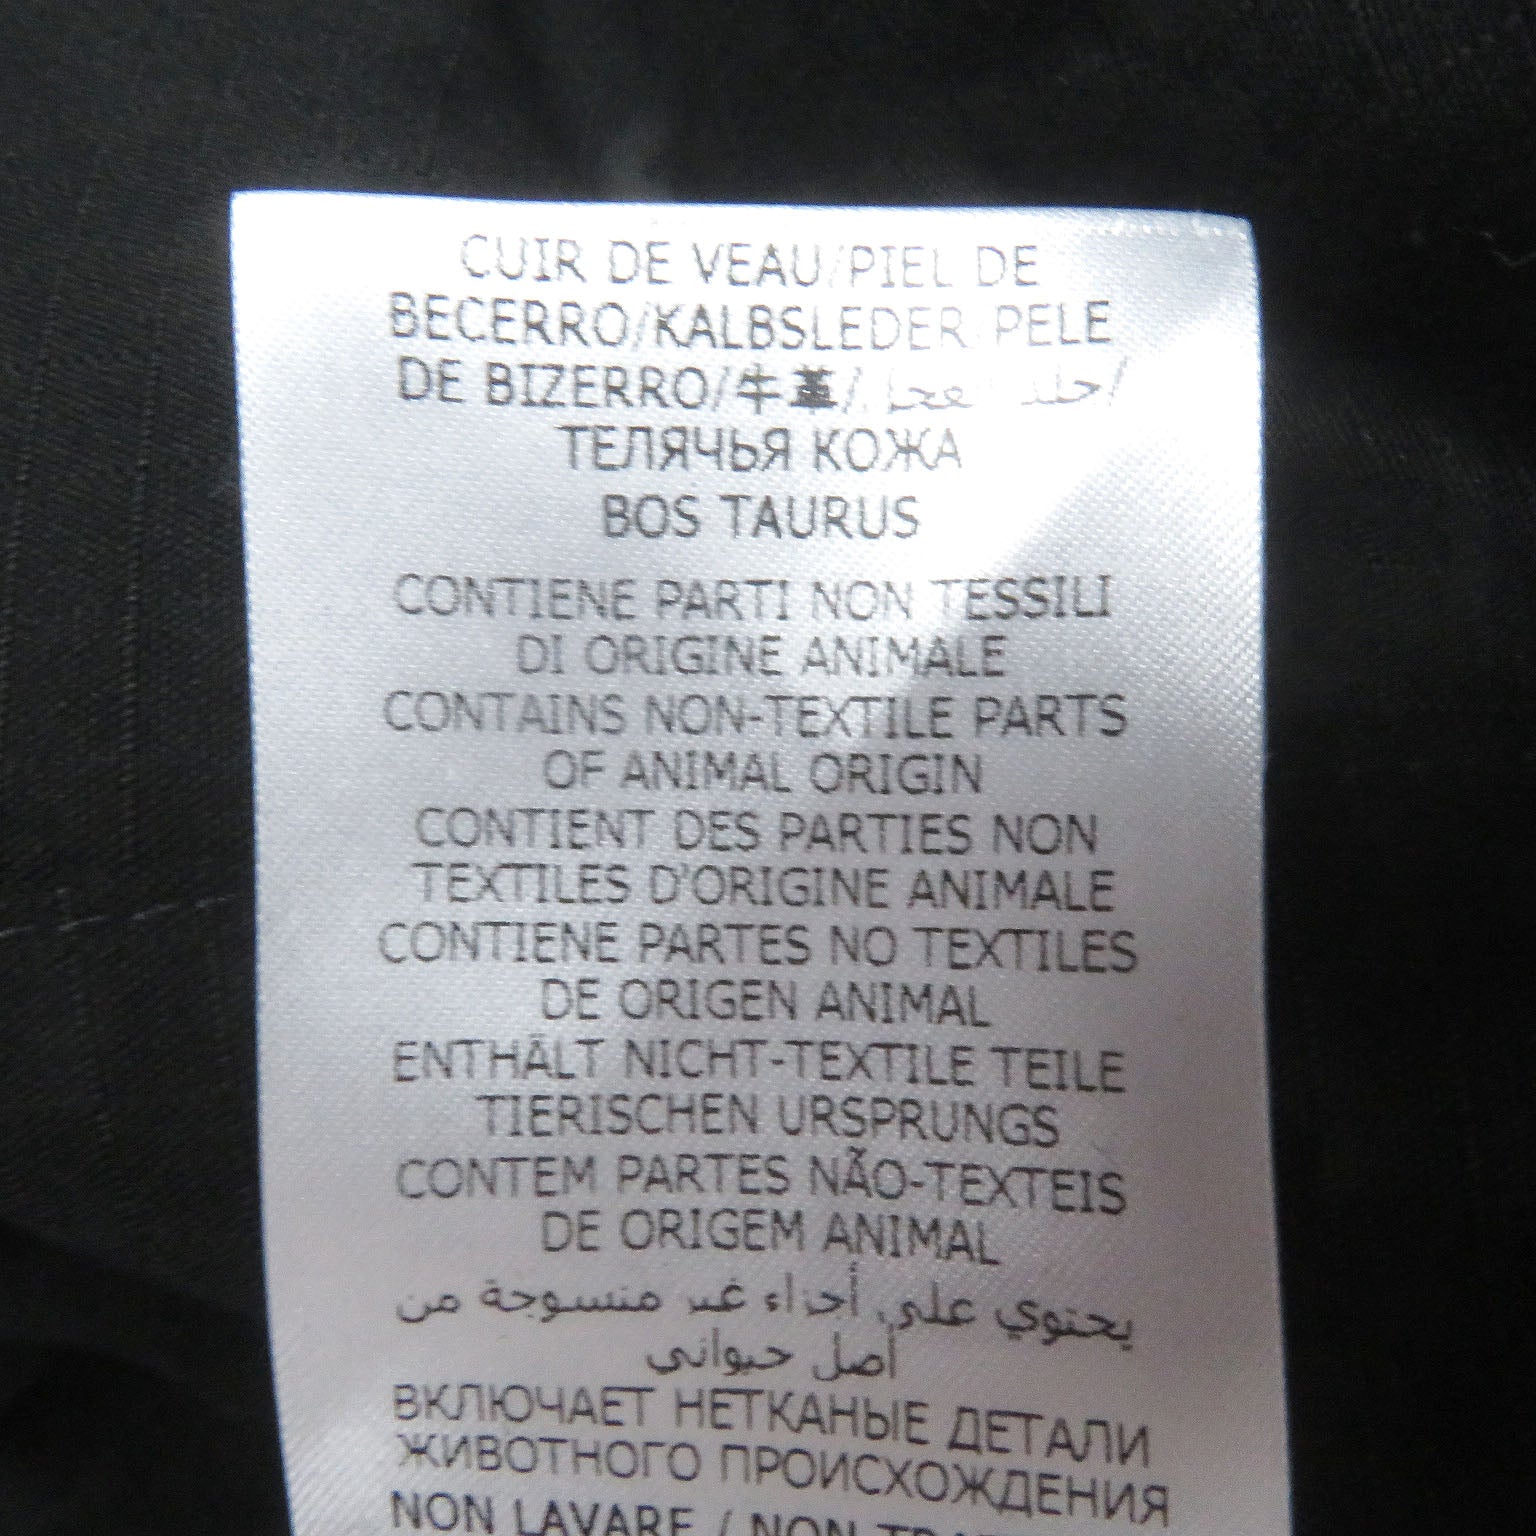 CUIR DE VEAU/PIEL DE
BECERRO/KALBSLEDER/PELE
DE BIZERRO/牛革/جلد العجل/
ТЕЛЯЧЬЯ КОЖА
BOS TAURUS
CONTIENE PARTI NON TESSILI
DI ORIGINE ANIMALE
CONTAINS NON-TEXTILE PARTS
OF ANIMAL ORIGIN
CONTIENT DES PARTIES NON
TEXTILES D'ORIGINE ANIMALE
CONTIENE PARTES NO TEXTILES
DE ORIGEN ANIMAL
ENTHÄLT NICHT-TEXTILE TEILE
TIERISCHEN URSPRUNGS
CONTEM PARTES NÃO-TEXTEIS
DE ORIGEM ANIMAL
يحتوي على أجزاء غير منسوجة من
أصل حيواني
ВКЛЮЧАЕТ НЕТКАНЫЕ ДЕТАЛИ
ЖИВОТНОГО ПРОИСХОЖДЕНИЯ
NON LAVARE / NON